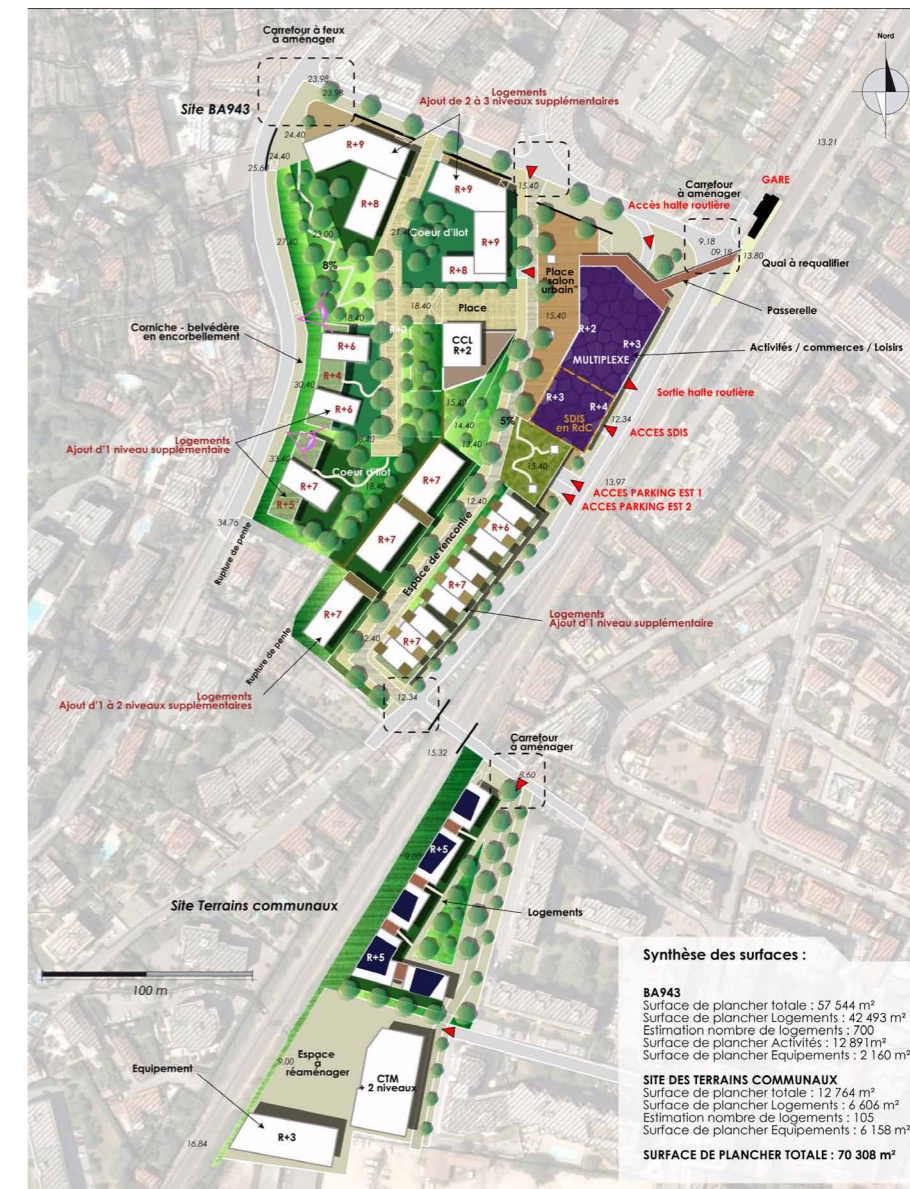 Carrefour à feux
à aménager
Nord
23.98
23.98
Site BA943
Logements
Ajout de 2 à 3 niveaux supplémentaires
24.40
24.40
25.60
R+9
R+8
R+9
R+9
R+8
15.40
13.21
GARE
Carrefour
à aménager
Accès halte routière
9.18
09.18
13.80
Quai à requalifier
Passerelle
27.40
23.00
21.40
8%
Coeur d'ilot
Place
"salon
urbain"
15.40
18.40
Place
18.40
Corniche - belvédère
en encorbellement
R+6
R+4
R+6
30.40
CCL
R+2
R+2
R+3
MULTIPLEXE
Activités / commerces / Loisirs
R+3
R+4
SDIS
en RdC
Sortie halte routière
12.34
ACCES SDIS
15.40
14.40
13.40
5%
15.40
13.97
ACCES PARKING EST 1
ACCES PARKING EST 2
Logements
Ajout d'1 niveau supplémentaire
18.40
33.40
Coeur d'ilot
18.40
R+7
R+5
34.76
Rupture de pente
R+7
R+7
R+7
12.40
Espace de rencontre
R+6
R+7
R+7
Logements
Ajout d'1 niveau supplémentaire
12.40
Rupture de pente
Logements
Ajout d'1 à 2 niveaux supplémentaires
12.34
15.32
Carrefour
à aménager
8.60
R+5
9.00
Site Terrains communaux
Logements
R+5
100 m
Espace
à
réaménager
9.00
Equipement
CTM
+ 2 niveaux
R+3
16.84
Synthèse des surfaces :
BA943
Surface de plancher totale : 57 544 m²
Surface de plancher Logements : 42 493 m²
Estimation nombre de logements : 700
Surface de plancher Activités : 12 891m²
Surface de plancher Equipements : 2 160 m²
SITE DES TERRAINS COMMUNAUX
Surface de plancher totale : 12 764 m²
Surface de plancher Logements : 6 606 m²
Estimation nombre de logements : 105
Surface de plancher Equipements : 6 158 m²
SURFACE DE PLANCHER TOTALE : 70 308 m²